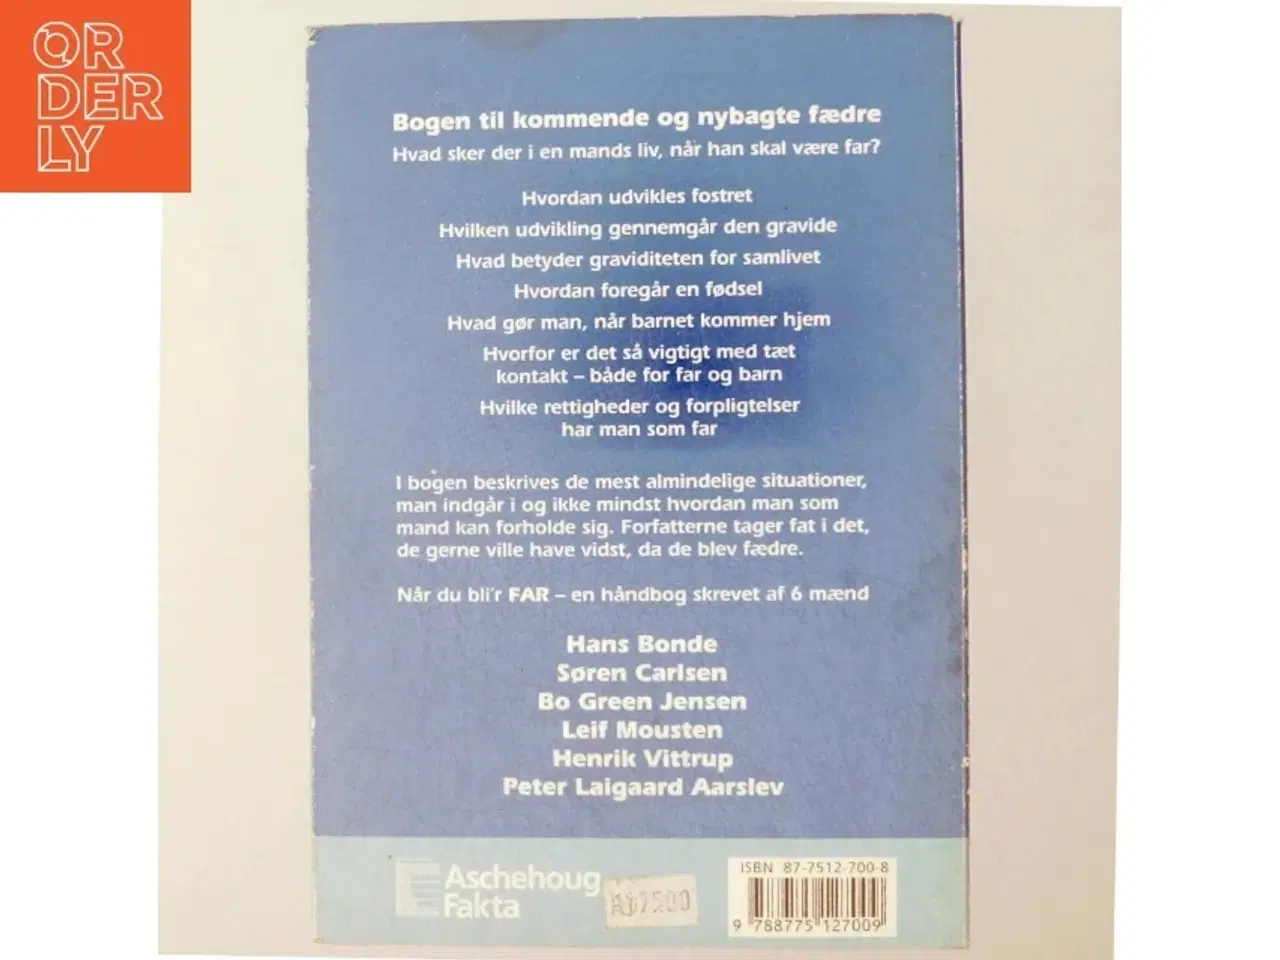 ORDERLY
Bogen til kommende og nybagte fædre
Hvad sker der i en mands liv, når han skal være far?
Hvordan udvikles fostret
Hvilken udvikling gennemgår den gravide
Hvad betyder graviditeten for samlivet
Hvordan foregår en fødsel
Hvad gør man, når barnet kommer hjem
Hvorfor er det så vigtigt med tæt
kontakt – både for far og barn
Hvilke rettigheder og forpligtelser
har man som far
I bogen beskrives de mest almindelige situationer,
man indgår i og ikke mindst hvordan man som
mand kan forholde sig. Forfatterne tager fat i det,
de gerne ville have vidst, da de blev fædre.
Når du bli'r FAR – en håndbog skrevet af 6 mænd
Hans Bonde
Søren Carlsen
Bo Green Jensen
Leif Mousten
Henrik Vittrup
Peter Laigaard Aarslev
Aschehoug
Fakta
ISBN 87-7512-700-8
9 788775 127009